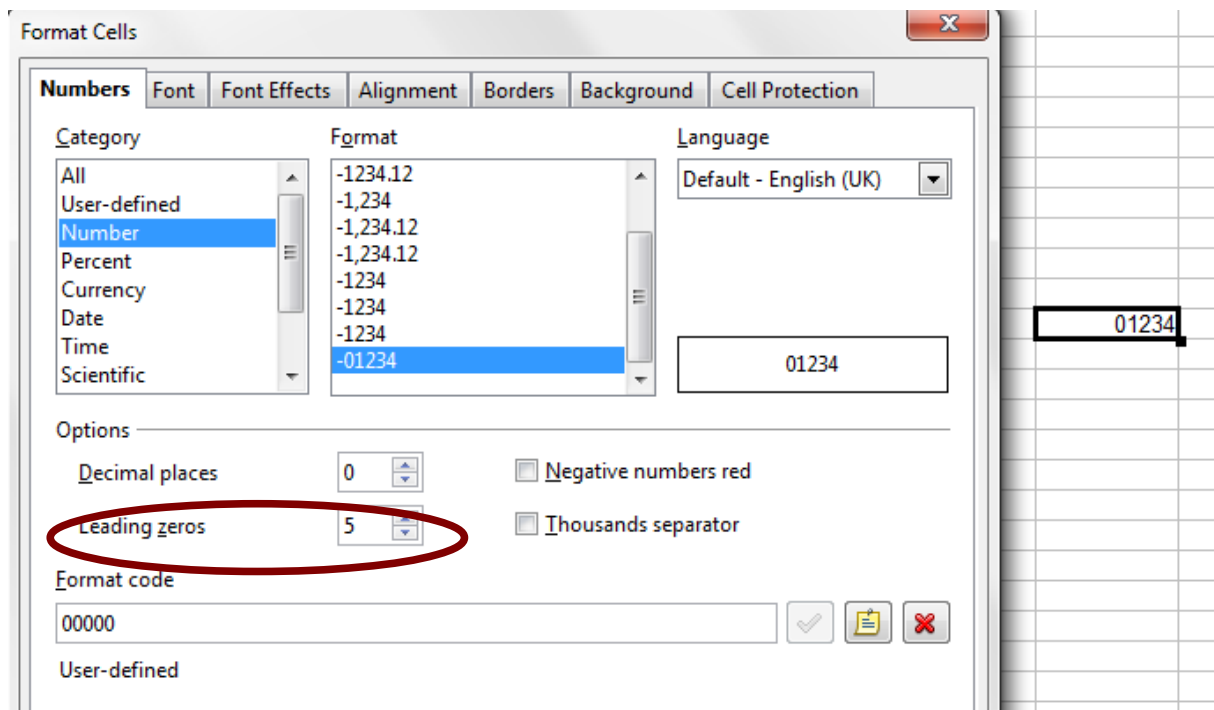 Format Cells
Numbers Font Font Effects Alignment Borders Background Cell Protection
Category
All
User-defined
Number
Percent
Currency
Date
Time
Scientific
Format
-1234.12
-1,234
-1,234.12
-1,234.12
-1234
-1234
-1234
-01234
Language
Default - English (UK)
01234
01234
Options
Decimal places 0 Negative numbers red
Leading zeros 5 Thousands separator
Format code
00000
User-defined